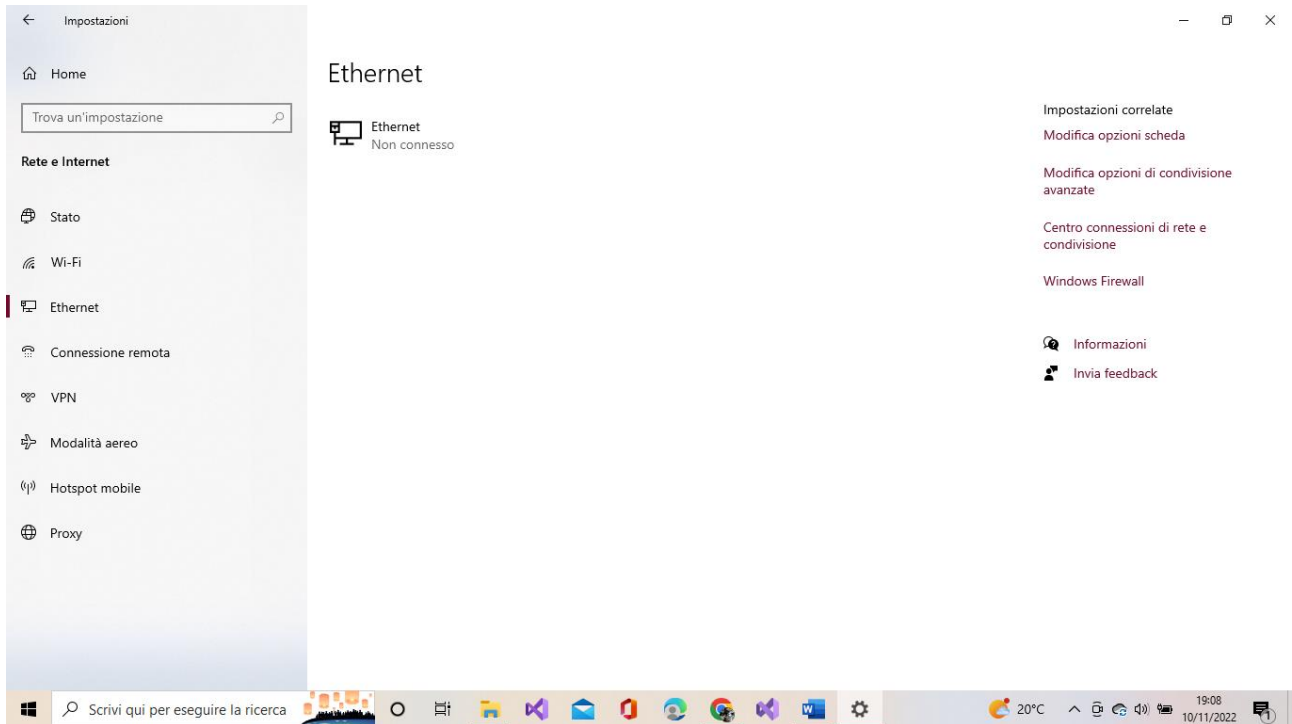 Impostazioni
Home
Trova un'impostazione
Rete e Internet
Stato
Wi-Fi
Ethernet
Connessione remota
VPN
Modalità aereo
Hotspot mobile
Proxy
Ethernet
Ethernet
Non connesso
Impostazioni correlate
Modifica opzioni scheda
Modifica opzioni di condivisione
avanzate
Centro connessioni di rete e
condivisione
Windows Firewall
Informazioni
Invia feedback
Scrivi qui per eseguire la ricerca
20°C
19:08
10/11/2022